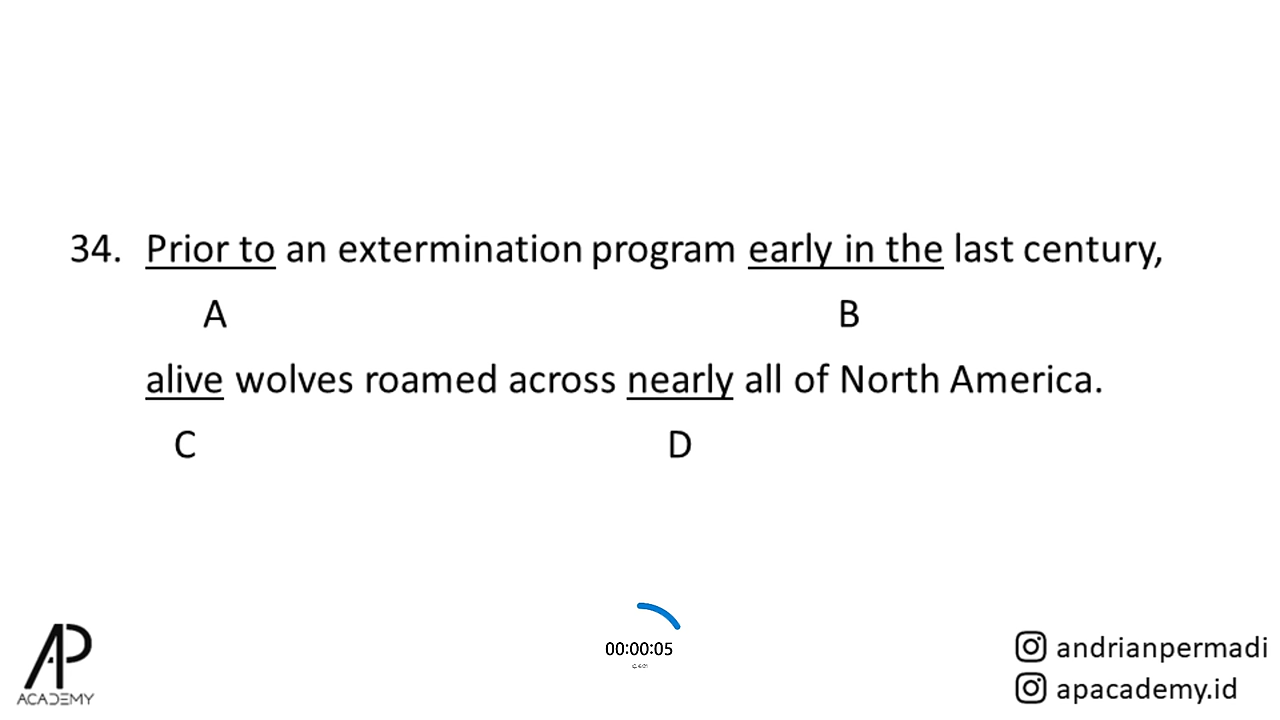 34. Prior to an extermination program early in the last century,
A B
alive wolves roamed across nearly all of North America.
C D
00:00:05
AP
ACADEMY
andrianpermadi
apacademy.id